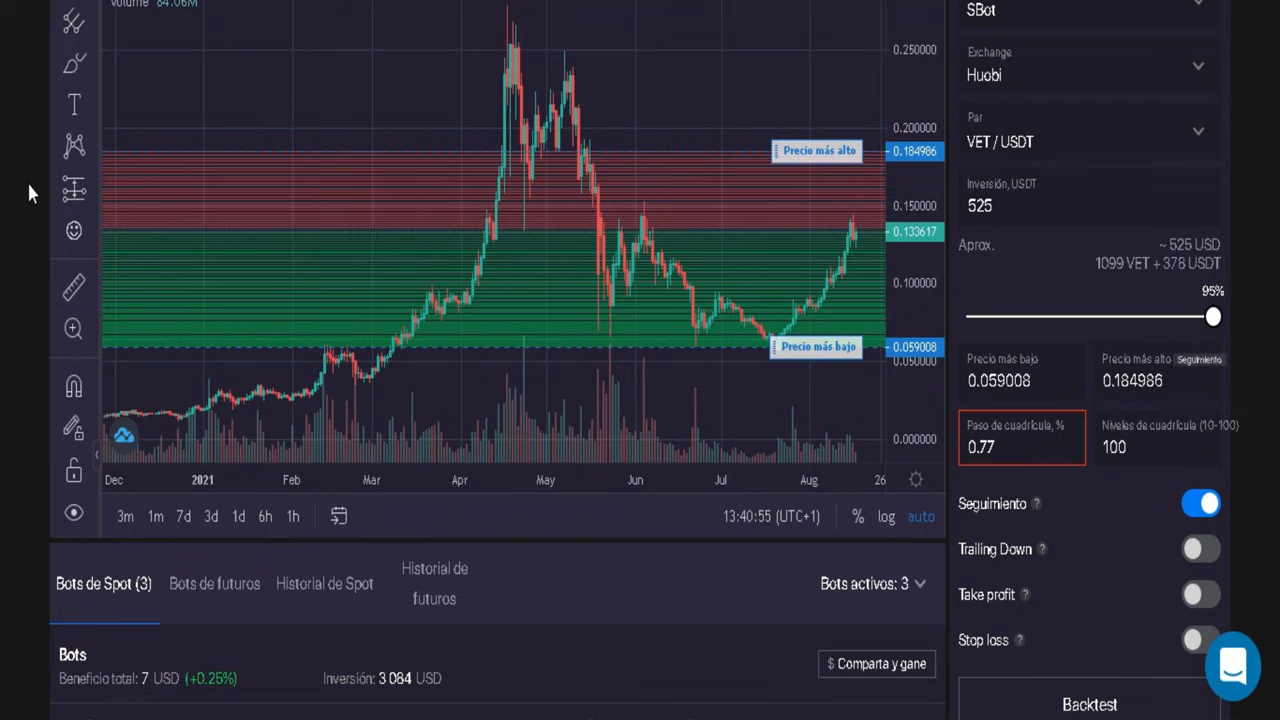 Volume 84.06M
0.250000
0.200000
Precio más alto
0.184986
0.150000
0.133617
0.100000
Precio más bajo
0.059008
0.050000
0.000000
Dec 2021 Feb Mar Apr May Jun Jul Aug 26
3m 1m 7d 3d 1d 6h 1h
13:40:55 (UTC+1) % log auto
Bots de Spot (3) Bots de futuros Historial de Spot Historial de
futuros
Bots activos: 3
Bots
Beneficio total: 7 USD (+0.25%) Inversión: 3 084 USD
$ Comparta y gane
SBot
Exchange
Huobi
Par
VET / USDT
Inversión, USDT
525
Aprox. ~ 525 USD
1099 VET + 378 USDT
95%
Precio más bajo
0.059008
Precio más alto Seguimiento
0.184986
Paso de cuadrícula, %
0.77
Niveles de cuadrícula (10-100)
100
Seguimiento ?
Trailing Down ?
Take profit ?
Stop loss ?
Backtest